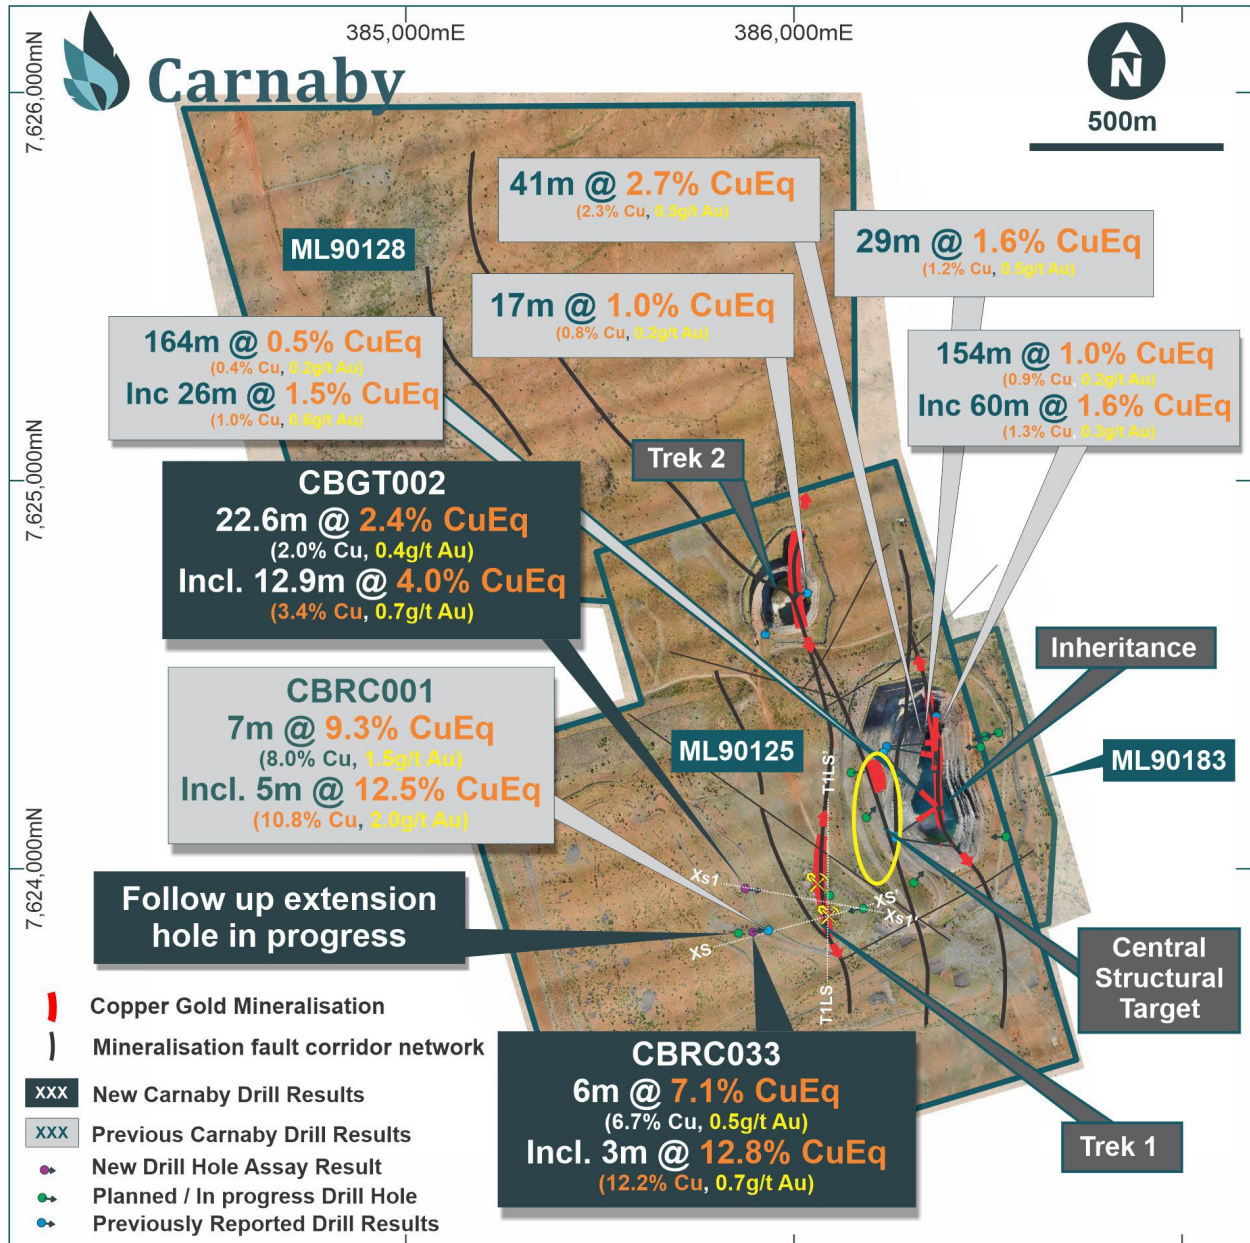 385,000mE
386,000mE
Carnaby
N
500m
7,626,000mN
7,625,000mN
7,624,000mN
41m @ 2.7% CuEq
(2.3% Cu, 0.5g/t Au)
29m @ 1.6% CuEq
(1.2% Cu, 0.5g/t Au)
ML90128
17m @ 1.0% CuEq
(0.8% Cu, 0.2g/t Au)
164m @ 0.5% CuEq
(0.4% Cu, 0.2g/t Au)
Inc 26m @ 1.5% CuEq
(1.0% Cu, 0.6g/t Au)
154m @ 1.0% CuEq
(0.9% Cu, 0.2g/t Au)
Inc 60m @ 1.6% CuEq
(1.3% Cu, 0.3g/t Au)
Trek 2
CBGT002
22.6m @ 2.4% CuEq
(2.0% Cu, 0.4g/t Au)
Incl. 12.9m @ 4.0% CuEq
(3.4% Cu, 0.7g/t Au)
Inheritance
CBRC001
7m @ 9.3% CuEq
(8.0% Cu, 1.5g/t Au)
Incl. 5m @ 12.5% CuEq
(10.8% Cu, 2.0g/t Au)
ML90125
ML90183
T1LS'
Xs1
XS'
Xs1'
XS
T1LS
Follow up extension
hole in progress
Central
Structural
Target
CBRC033
6m @ 7.1% CuEq
(6.7% Cu, 0.5g/t Au)
Incl. 3m @ 12.8% CuEq
(12.2% Cu, 0.7g/t Au)
Trek 1
Copper Gold Mineralisation
Mineralisation fault corridor network
XXX New Carnaby Drill Results
XXX Previous Carnaby Drill Results
New Drill Hole Assay Result
Planned / In progress Drill Hole
Previously Reported Drill Results